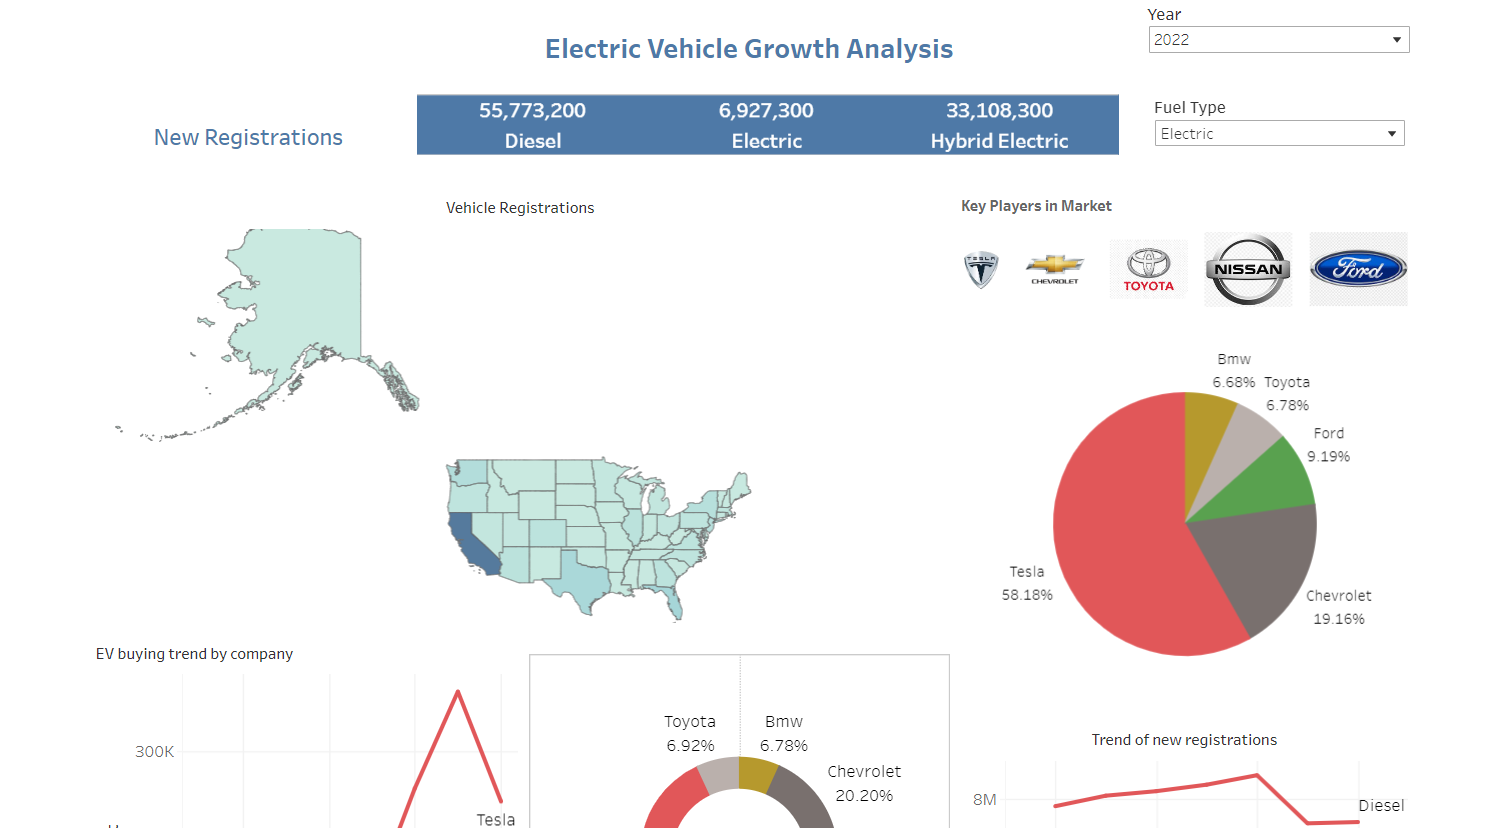 Year
2022
Electric Vehicle Growth Analysis
55,773,200
6,927,300
33,108,300
Diesel
Electric
Hybrid Electric
New Registrations
Fuel Type
Electric
Vehicle Registrations
Key Players in Market
TESLA
CHEVROLET
TOYOTA
NISSAN
Ford
Bmw
6.68%
Toyota
6.78%
Ford
9.19%
Tesla
58.18%
Chevrolet
19.16%
EV buying trend by company
300K
Tesla
Toyota
6.92%
Bmw
6.78%
Chevrolet
20.20%
Trend of new registrations
8M
Diesel